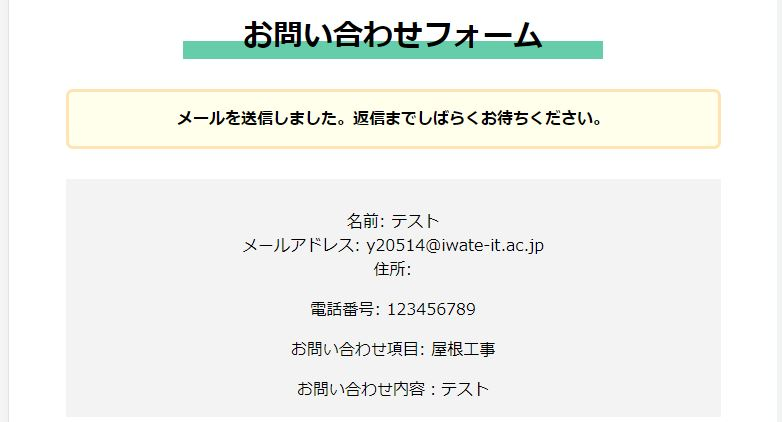 お問い合わせフォーム
メールを送信しました。返信までしばらくお待ちください。
名前: テスト
メールアドレス: y20514@iwate-it.ac.jp
住所:
電話番号: 123456789
お問い合わせ項目: 屋根工事
お問い合わせ内容：テスト